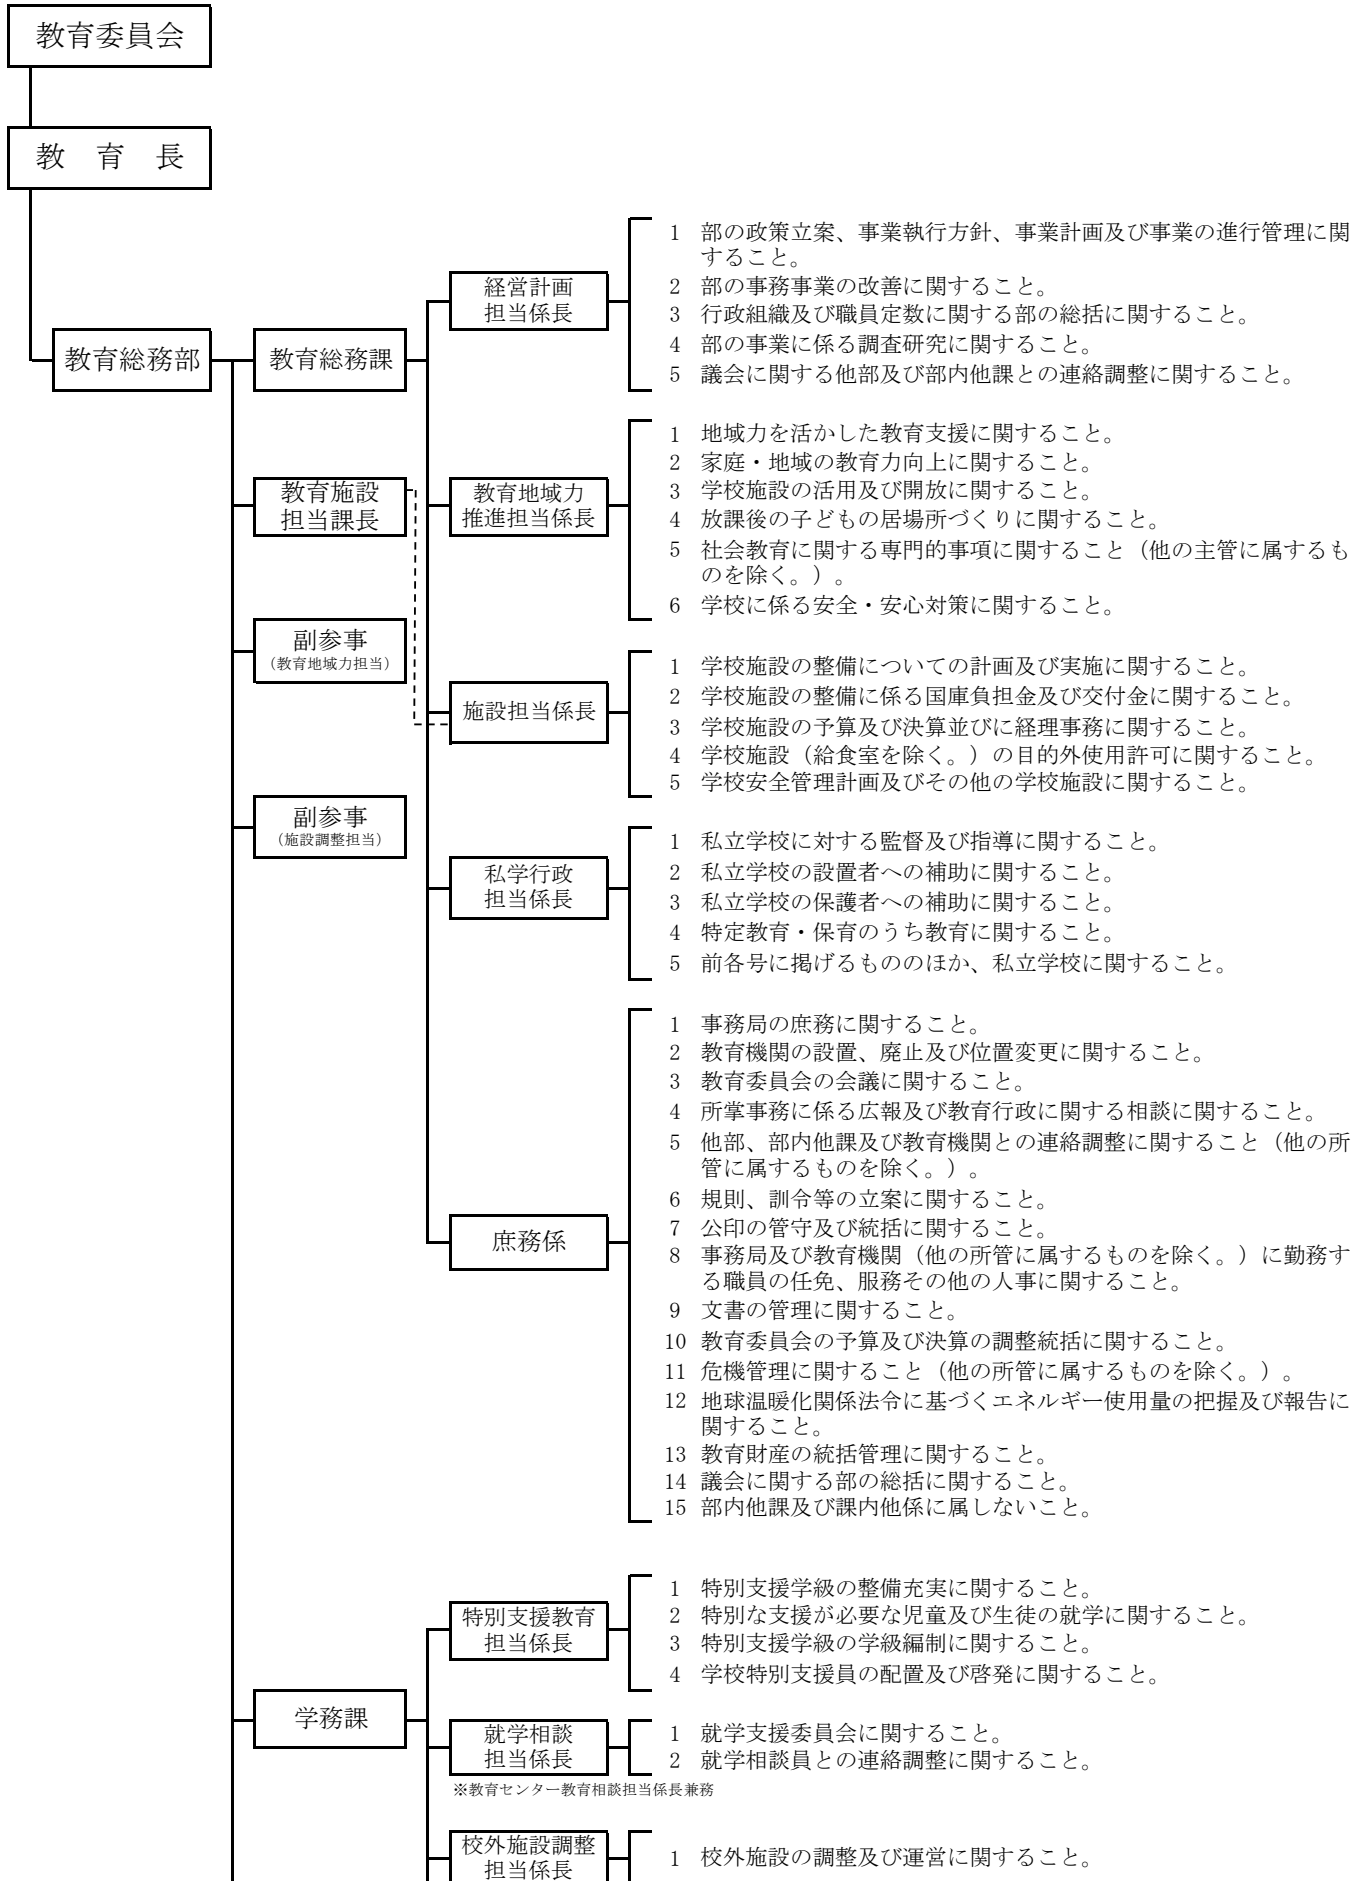 教育委員会
教　育　長
教育総務部
教育総務課
経営計画
担当係長
1 部の政策立案、事業執行方針、事業計画及び事業の進行管理に関
すること。
2 部の事務事業の改善に関すること。
3 行政組織及び職員定数に関する部の総括に関すること。
4 部の事業に係る調査研究に関すること。
5 議会に関する他部及び部内他課との連絡調整に関すること。
教育施設
担当課長
教育地域力
推進担当係長
1 地域力を活かした教育支援に関すること。
2 家庭・地域の教育力向上に関すること。
3 学校施設の活用及び開放に関すること。
4 放課後の子どもの居場所づくりに関すること。
5 社会教育に関する専門的事項に関すること（他の主管に属するも
のを除く。）。
6 学校に係る安全・安心対策に関すること。
副参事
（教育地域力担当）
施設担当係長
1 学校施設の整備についての計画及び実施に関すること。
2 学校施設の整備に係る国庫負担金及び交付金に関すること。
3 学校施設の予算及び決算並びに経理事務に関すること。
4 学校施設（給食室を除く。）の目的外使用許可に関すること。
5 学校安全管理計画及びその他の学校施設に関すること。
副参事
（施設調整担当）
私学行政
担当係長
1 私立学校に対する監督及び指導に関すること。
2 私立学校の設置者への補助に関すること。
3 私立学校の保護者への補助に関すること。
4 特定教育・保育のうち教育に関すること。
5 前各号に掲げるもののほか、私立学校に関すること。
庶務係
1 事務局の庶務に関すること。
2 教育機関の設置、廃止及び位置変更に関すること。
3 教育委員会の会議に関すること。
4 所掌事務に係る広報及び教育行政に関する相談に関すること。
5 他部、部内他課及び教育機関との連絡調整に関すること（他の所
管に属するものを除く。）。
6 規則、訓令等の立案に関すること。
7 公印の管守及び統括に関すること。
8 事務局及び教育機関（他の所管に属するものを除く。）に勤務す
る職員の任免、服務その他の人事に関すること。
9 文書の管理に関すること。
10 教育委員会の予算及び決算の調整統括に関すること。
11 危機管理に関すること（他の所管に属するものを除く。）。
12 地球温暖化関係法令に基づくエネルギー使用量の把握及び報告に
関すること。
13 教育財産の統括管理に関すること。
14 議会に関する部の総括に関すること。
15 部内他課及び課内他係に属しないこと。
学務課
特別支援教育
担当係長
1 特別支援学級の整備充実に関すること。
2 特別な支援が必要な児童及び生徒の就学に関すること。
3 特別支援学級の学級編制に関すること。
4 学校特別支援員の配置及び啓発に関すること。
就学相談
担当係長
1 就学支援委員会に関すること。
2 就学相談員との連絡調整に関すること。
※教育センター教育相談担当係長兼務
校外施設調整
担当係長
1 校外施設の調整及び運営に関すること。